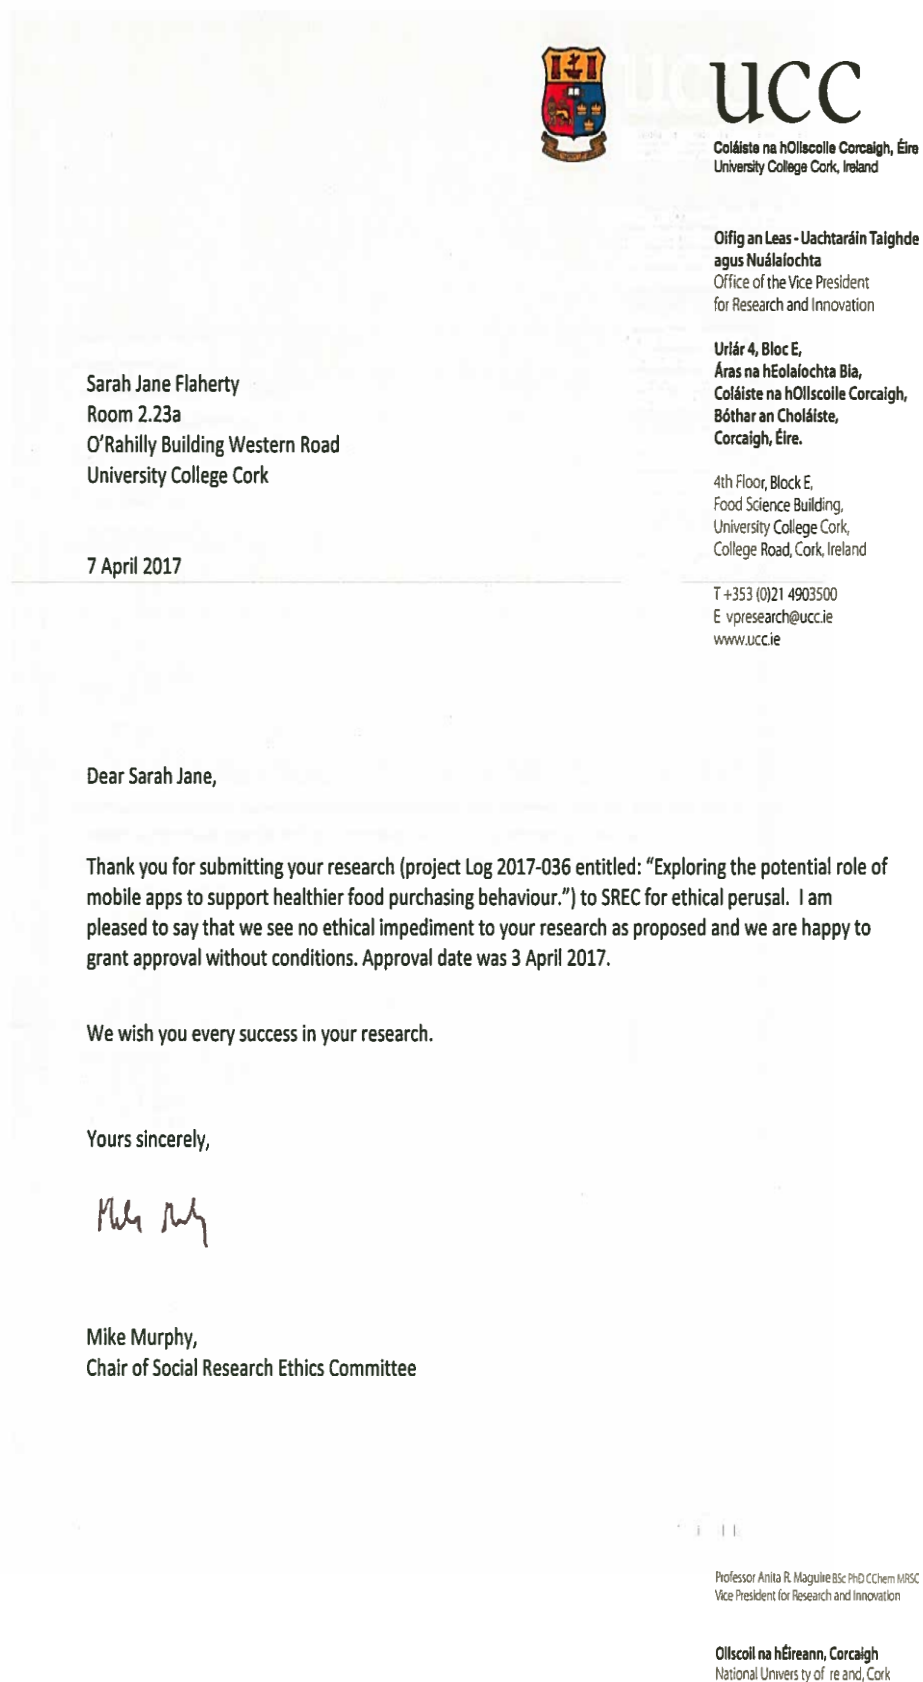 ucc
Coláiste na hOllscoile Corcaigh, Éire
University College Cork, Ireland
Oifig an Leas - Uachtaráin Taighde
agus Nuálaíochta
Office of the Vice President
for Research and Innovation
Urlár 4, Bloc E,
Áras na hEolaíochta Bia,
Coláiste na hOllscoile Corcaigh,
Bóthar an Choláiste,
Corcaigh, Éire.
4th Floor, Block E,
Food Science Building,
University College Cork,
College Road, Cork, Ireland
T +353 (0)21 4903500
E vpresearch@ucc.ie
www.ucc.ie
Sarah Jane Flaherty
Room 2.23a
O'Rahilly Building Western Road
University College Cork
7 April 2017
Dear Sarah Jane,
Thank you for submitting your research (project Log 2017-036 entitled: “Exploring the potential role of
mobile apps to support healthier food purchasing behaviour.”) to SREC for ethical perusal.  I am
pleased to say that we see no ethical impediment to your research as proposed and we are happy to
grant approval without conditions. Approval date was 3 April 2017.
We wish you every success in your research.
Yours sincerely,
Mike Murphy,
Chair of Social Research Ethics Committee
Professor Anita R. Maguire BSc PhD CChem MRSC
Vice President for Research and Innovation
Ollscoil na hÉireann, Corcaigh
National Univers ty of re and, Cork